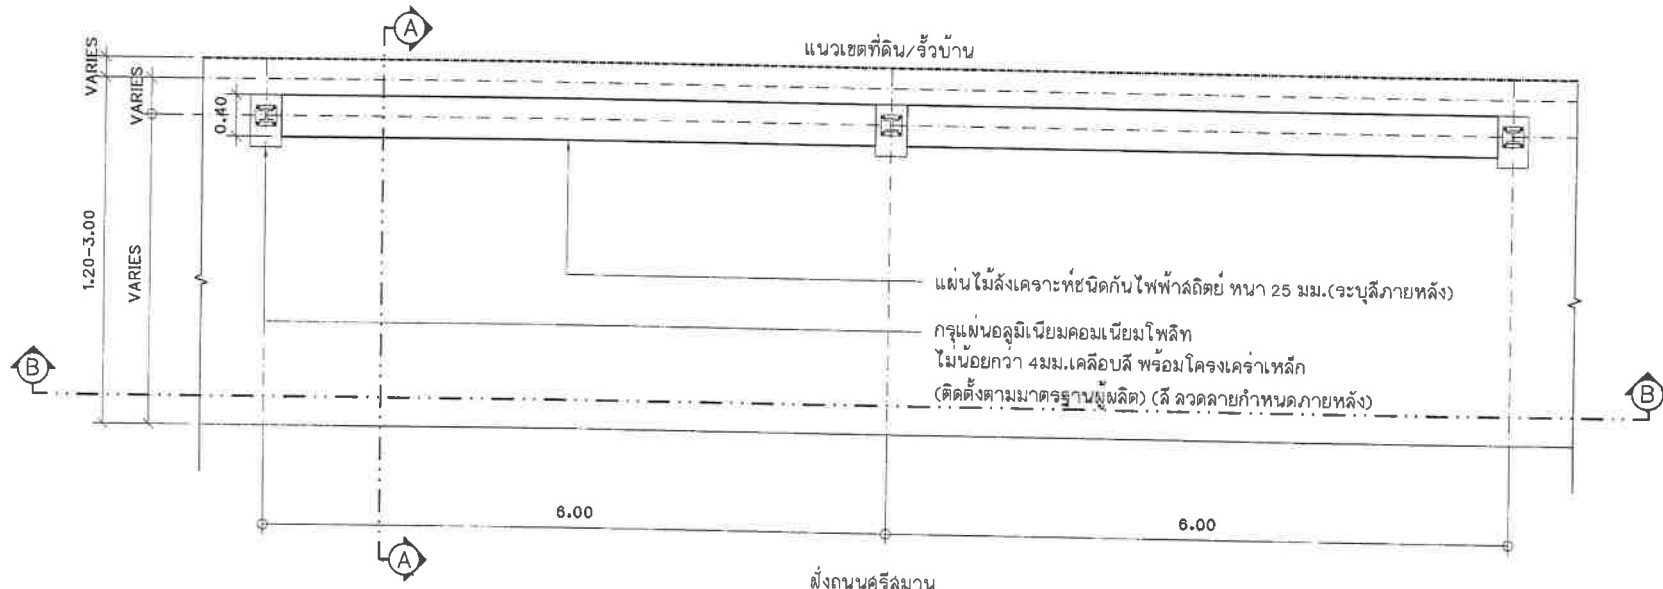 A
แนวเขตที่ดิน/รั้วบ้าน
VARIES
VARIES
0.40
1.20-3.00
VARIES
แผ่นไม้สังเคราะห์ชนิดกันไฟฟ้าสถิตย์ หนา 25 มม.(ระบุสีภายหลัง)
กรุแผ่นอลูมิเนียมคอมเนียมโพสิท
ไม่น้อยกว่า 4มม.เคลือบสี พร้อมโครงเคร่าเหล็ก
(ติดตั้งตามมาตรฐานผู้ผลิต) (สี ลวดลายกำหนดภายหลัง)
B
B
6.00
6.00
A
ฝั่งถนนศรีสมาน